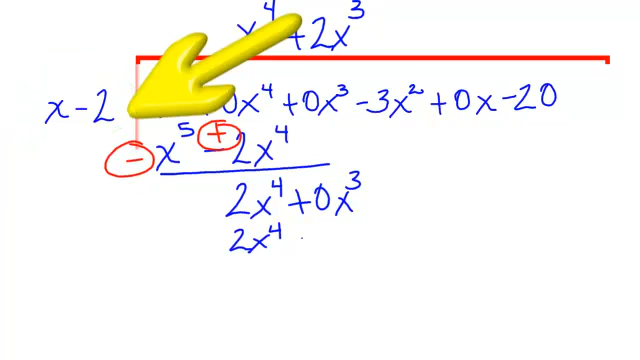 x⁴ + 2x³
x - 2 0x⁴ + 0x³ - 3x² + 0x - 20
- x⁵ + - 2x⁴
2x⁴ + 0x³
2x⁴